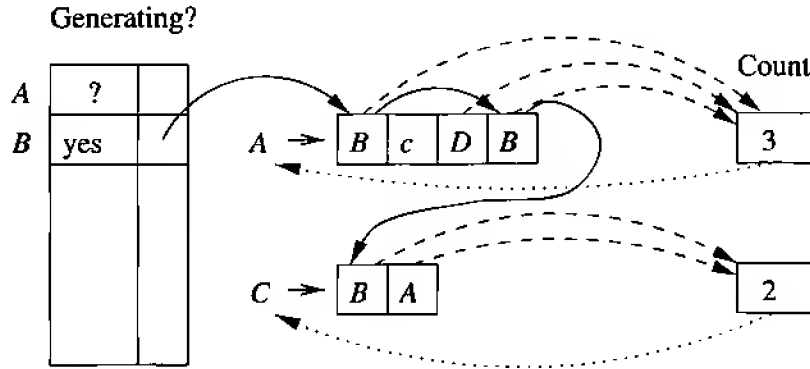 Generating?
Count
A ?
B yes
A B c D B 3
C B A 2